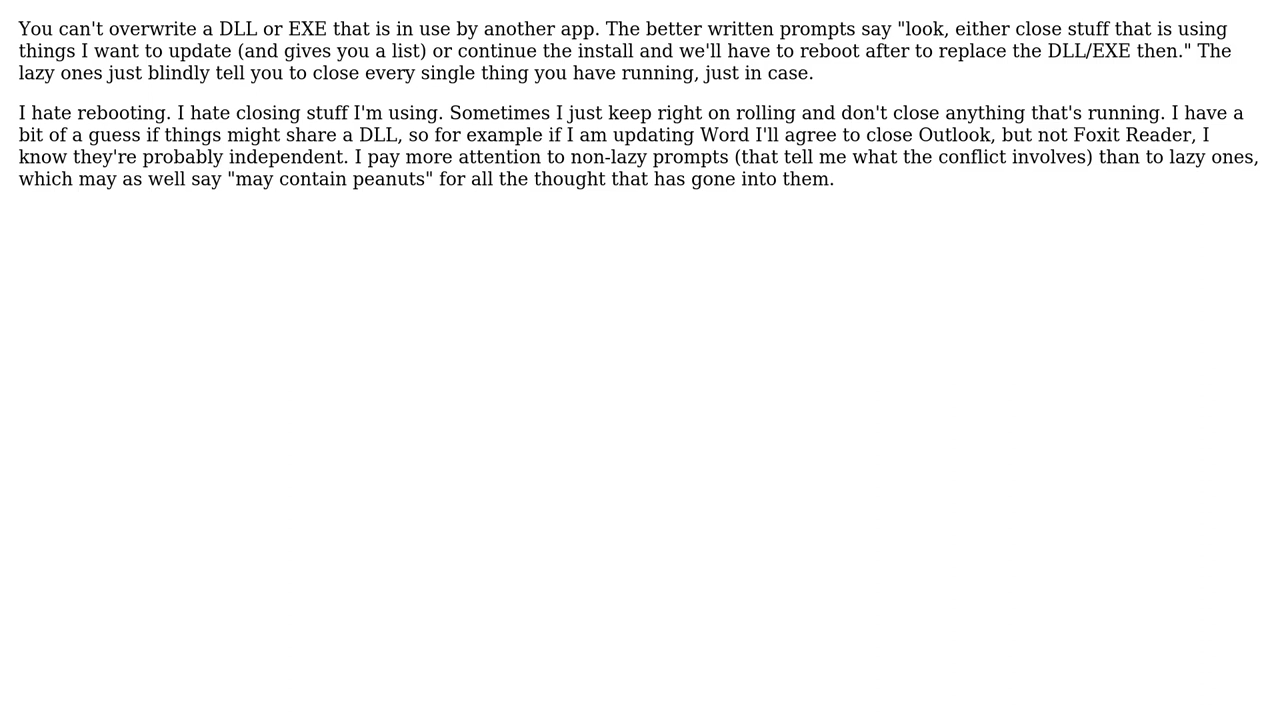 You can't overwrite a DLL or EXE that is in use by another app. The better written prompts say "look, either close stuff that is using
things I want to update (and gives you a list) or continue the install and we'll have to reboot after to replace the DLL/EXE then." The
lazy ones just blindly tell you to close every single thing you have running, just in case.
I hate rebooting. I hate closing stuff I'm using. Sometimes I just keep right on rolling and don't close anything that's running. I have a
bit of a guess if things might share a DLL, so for example if I am updating Word I'll agree to close Outlook, but not Foxit Reader, I
know they're probably independent. I pay more attention to non-lazy prompts (that tell me what the conflict involves) than to lazy ones,
which may as well say "may contain peanuts" for all the thought that has gone into them.